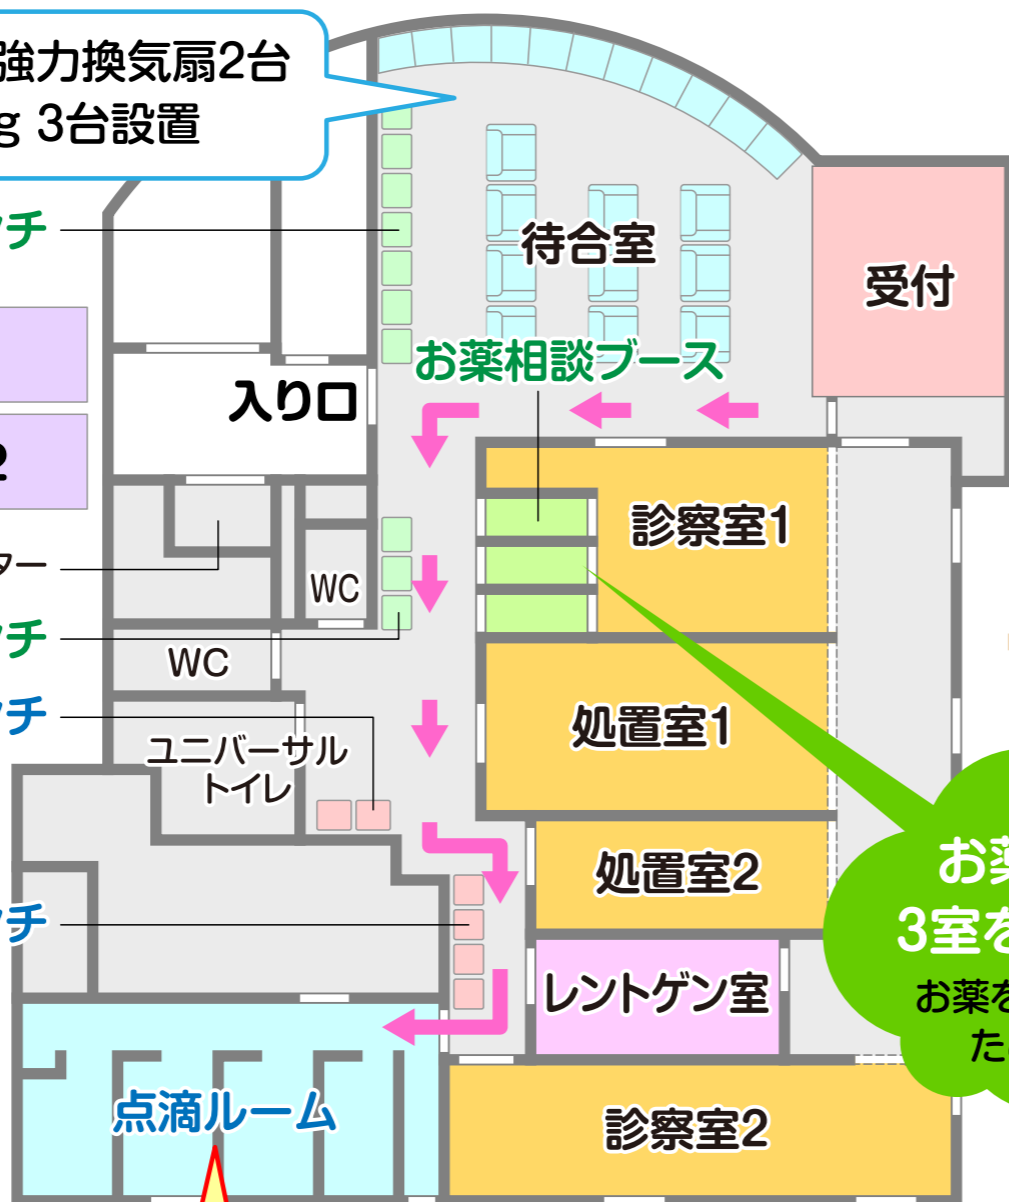 強力換気扇2台
g 3台設置
チ
待合室
受付
お薬相談ブース
入り口
2
診察室1
ター
WC
チ
WC
処置室1
チ
ユニバーサル
トイレ
お薬
処置室2
3室を
チ
レントゲン室
お薬を
た
点滴ルーム
診察室2